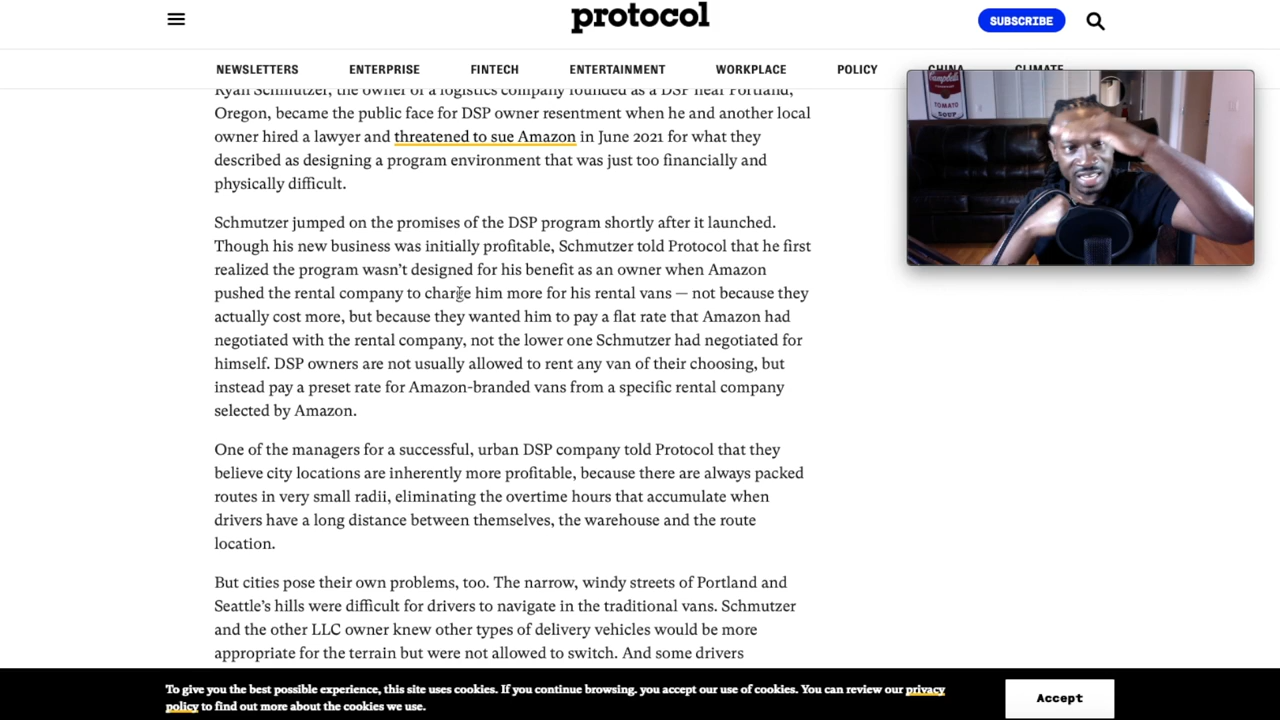 protocol
SUBSCRIBE
NEWSLETTERS ENTERPRISE FINTECH ENTERTAINMENT WORKPLACE POLICY CHINA CLIMATE
Ryan Schmutzer, the owner of a logistics company founded as a DSP near Portland,
Oregon, became the public face for DSP owner resentment when he and another local
owner hired a lawyer and threatened to sue Amazon in June 2021 for what they
described as designing a program environment that was just too financially and
physically difficult.
Schmutzer jumped on the promises of the DSP program shortly after it launched.
Though his new business was initially profitable, Schmutzer told Protocol that he first
realized the program wasn't designed for his benefit as an owner when Amazon
pushed the rental company to charge him more for his rental vans — not because they
actually cost more, but because they wanted him to pay a flat rate that Amazon had
negotiated with the rental company, not the lower one Schmutzer had negotiated for
himself. DSP owners are not usually allowed to rent any van of their choosing, but
instead pay a preset rate for Amazon-branded vans from a specific rental company
selected by Amazon.
One of the managers for a successful, urban DSP company told Protocol that they
believe city locations are inherently more profitable, because there are always packed
routes in very small radii, eliminating the overtime hours that accumulate when
drivers have a long distance between themselves, the warehouse and the route
location.
But cities pose their own problems, too. The narrow, windy streets of Portland and
Seattle's hills were difficult for drivers to navigate in the traditional vans. Schmutzer
and the other LLC owner knew other types of delivery vehicles would be more
appropriate for the terrain but were not allowed to switch. And some drivers
Campbell's
TOMATO
SOUP
To give you the best possible experience, this site uses cookies. If you continue browsing. you accept our use of cookies. You can review our privacy
policy to find out more about the cookies we use.
Accept